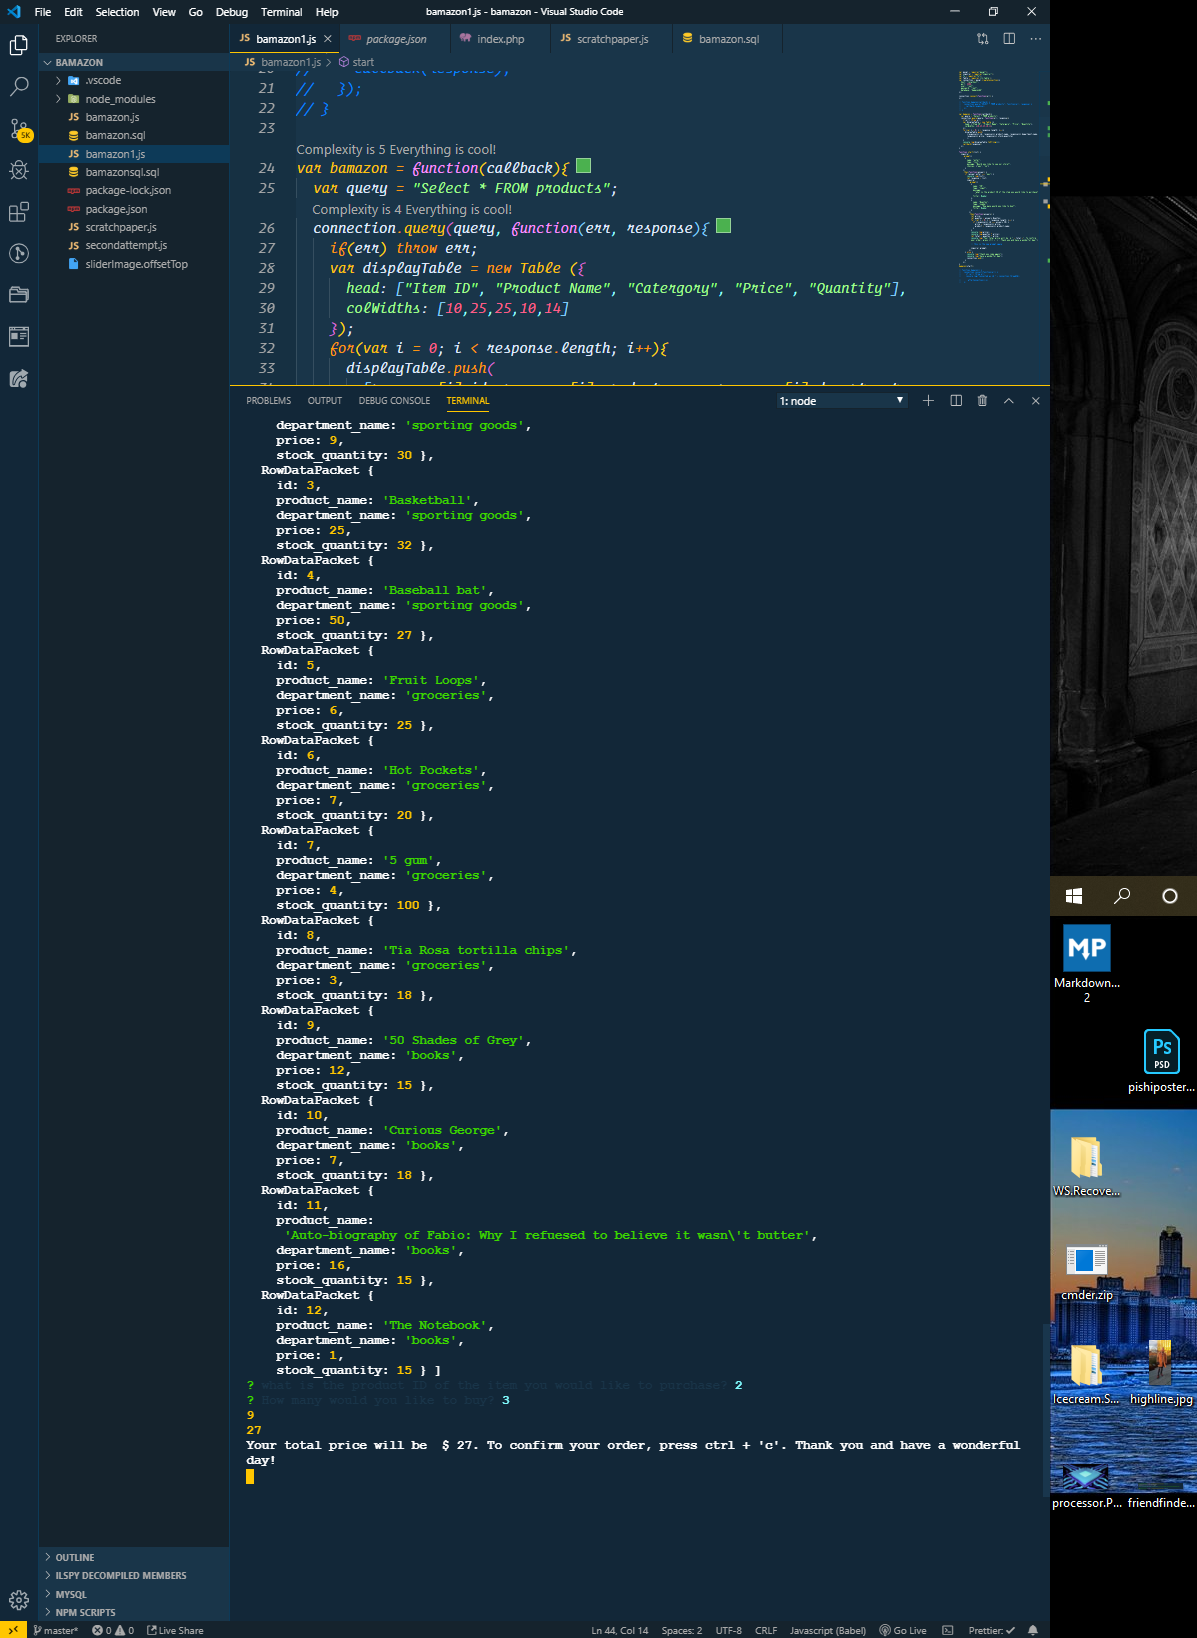 File Edit Selection View Go Debug Terminal Help
bamazon1.js - bamazon - Visual Studio Code
EXPLORER
BAMAZON
.vscode
node_modules
JS bamazon.js
bamazon.sql
JS bamazon1.js
bamazonsql.sql
package-lock.json
package.json
JS scratchpaper.js
JS secondattempt.js
sliderImage.offsetTop
5K
JS bamazon1.js
package.json
index.php
JS scratchpaper.js
bamazon.sql
JS bamazon1.js > start
20 // callback(response);
21 // });
22 // }
23
Complexity is 5 Everything is cool!
24 var bamazon = function(callback){
25 var query = "Select * FROM products";
Complexity is 4 Everything is cool!
26 connection.query(query, function(err, response){
27 if(err) throw err;
28 var displayTable = new Table ({
29 head: ["Item ID", "Product Name", "Catergory", "Price", "Quantity"],
30 colWidths: [10,25,25,10,14]
31 });
32 for(var i = 0; i < response.length; i++){
33 displayTable.push(
PROBLEMS OUTPUT DEBUG CONSOLE TERMINAL
1: node
department_name: 'sporting goods',
price: 9,
stock_quantity: 30 },
RowDataPacket {
id: 3,
product_name: 'Basketball',
department_name: 'sporting goods',
price: 25,
stock_quantity: 32 },
RowDataPacket {
id: 4,
product_name: 'Baseball bat',
department_name: 'sporting goods',
price: 50,
stock_quantity: 27 },
RowDataPacket {
id: 5,
product_name: 'Fruit Loops',
department_name: 'groceries',
price: 6,
stock_quantity: 25 },
RowDataPacket {
id: 6,
product_name: 'Hot Pockets',
department_name: 'groceries',
price: 7,
stock_quantity: 20 },
RowDataPacket {
id: 7,
product_name: '5 gum',
department_name: 'groceries',
price: 4,
stock_quantity: 100 },
RowDataPacket {
id: 8,
product_name: 'Tia Rosa tortilla chips',
department_name: 'groceries',
price: 3,
stock_quantity: 18 },
RowDataPacket {
id: 9,
product_name: '50 Shades of Grey',
department_name: 'books',
price: 12,
stock_quantity: 15 },
RowDataPacket {
id: 10,
product_name: 'Curious George',
department_name: 'books',
price: 7,
stock_quantity: 18 },
RowDataPacket {
id: 11,
product_name:
'Auto-biography of Fabio: Why I refuesed to believe it wasn\'t butter',
department_name: 'books',
price: 16,
stock_quantity: 15 },
RowDataPacket {
id: 12,
product_name: 'The Notebook',
department_name: 'books',
price: 1,
stock_quantity: 15 } ]
? What is the product ID of the item you would like to purchase? 2
? How many would you like to buy? 3
9
27
Your total price will be  $ 27. To confirm your order, press ctrl + 'c'. Thank you and have a wonderful
day!
OUTLINE
ILSPY DECOMPILED MEMBERS
MYSQL
NPM SCRIPTS
master* 0 0 Live Share
Ln 44, Col 14 Spaces: 2 UTF-8 CRLF Javascript (Babel) Go Live Prettier: ✓
MP
Markdown...
2
Ps
PSD
pishiposter...
WS.Recove...
cmder.zip
Icecream.S...
highline.jpg
processor.P...
friendfinde...